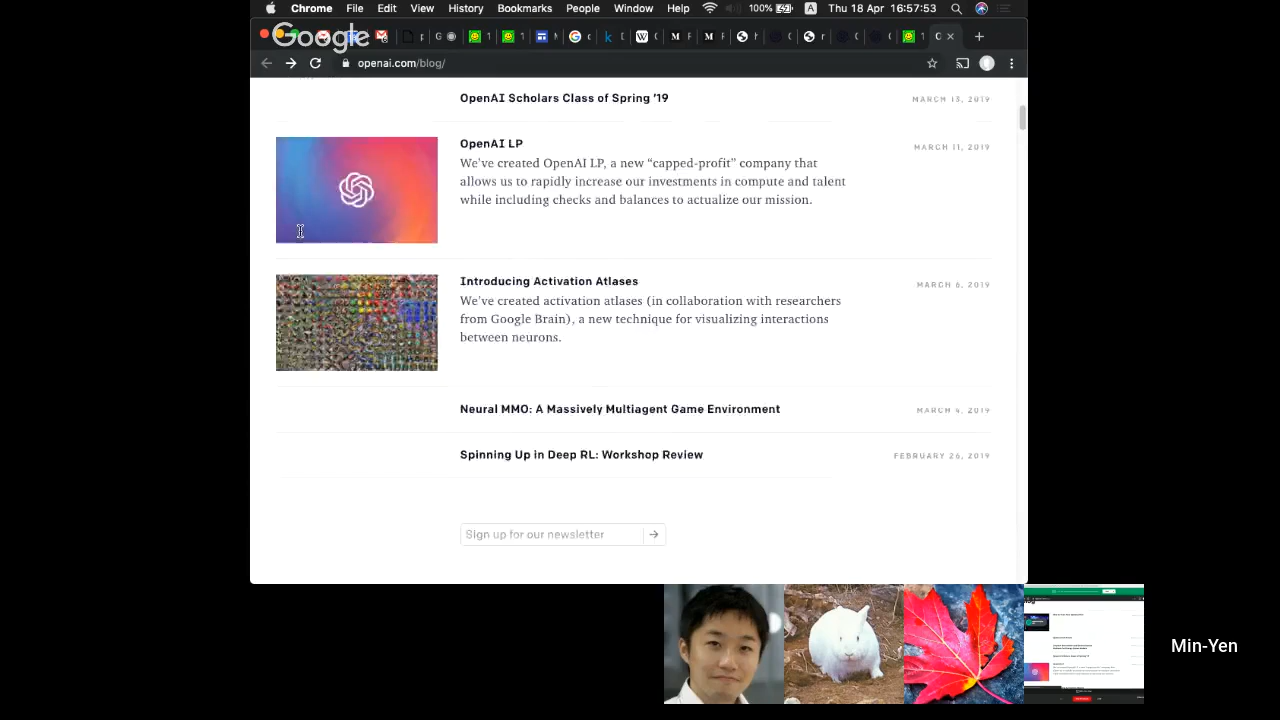 Chrome File Edit View History Bookmarks People Window Help 100% A Thu 18 Apr 16:57:53
Google
openai.com/blog/
OpenAI Scholars Class of Spring '19 MARCH 13, 2019
OpenAI LP MARCH 11, 2019
We've created OpenAI LP, a new “capped-profit” company that
allows us to rapidly increase our investments in compute and talent
while including checks and balances to actualize our mission.
Introducing Activation Atlases MARCH 6, 2019
We've created activation atlases (in collaboration with researchers
from Google Brain), a new technique for visualizing interactions
between neurons.
Neural MMO: A Massively Multiagent Game Environment MARCH 4, 2019
Spinning Up in Deep RL: Workshop Review FEBRUARY 26, 2019
Sign up for our newsletter
Min-Yen